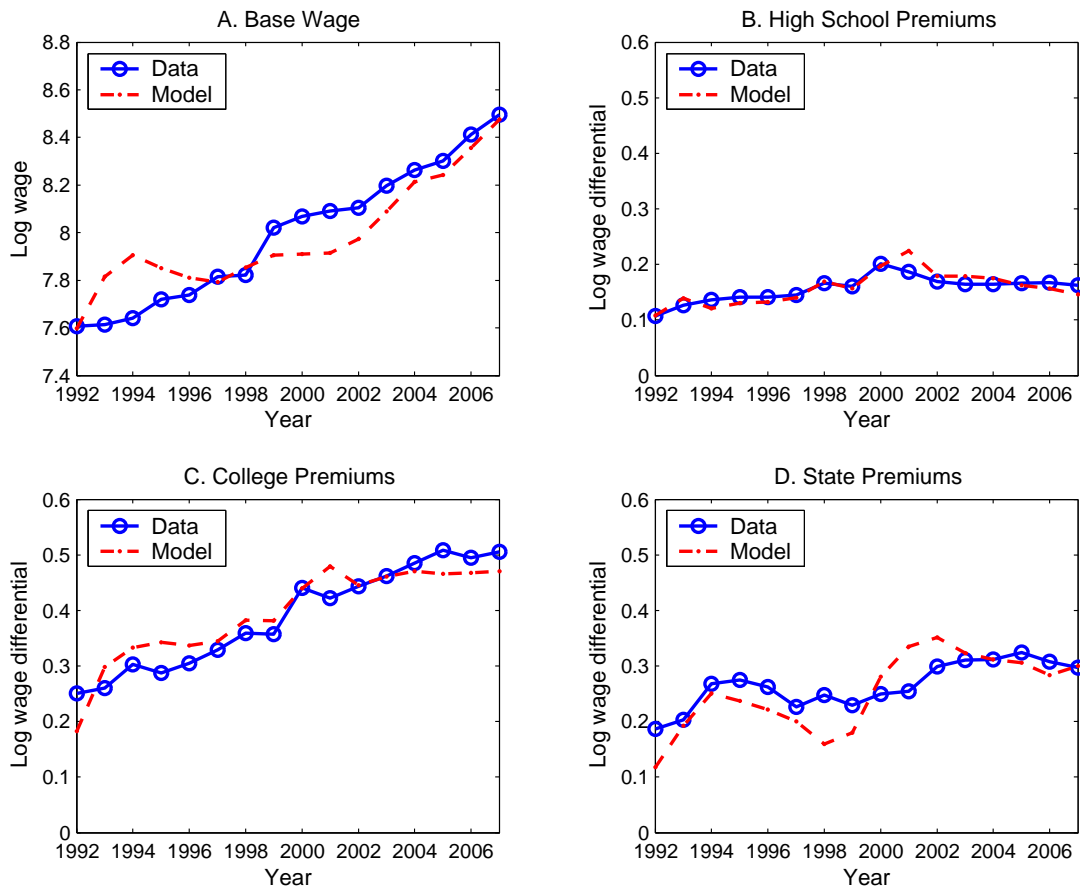 A. Base Wage
8.8
8.6
8.4
8.2
8
7.8
7.6
7.4
Log wage
Data
Model
1992 1994 1996 1998 2000 2002 2004 2006
Year
B. High School Premiums
0.6
0.5
0.4
0.3
0.2
0.1
0
Log wage differential
Data
Model
1992 1994 1996 1998 2000 2002 2004 2006
Year
C. College Premiums
0.6
0.5
0.4
0.3
0.2
0.1
0
Log wage differential
Data
Model
1992 1994 1996 1998 2000 2002 2004 2006
Year
D. State Premiums
0.6
0.5
0.4
0.3
0.2
0.1
0
Log wage differential
Data
Model
1992 1994 1996 1998 2000 2002 2004 2006
Year